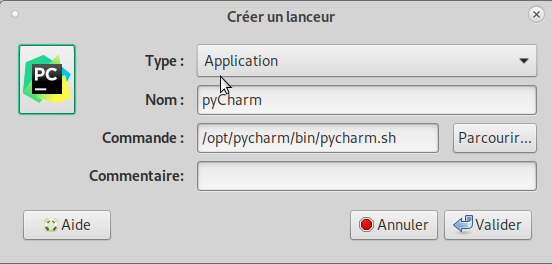 Créer un lanceur
PC
Type :
Application
Nom :
pyCharm
Commande :
/opt/pycharm/bin/pycharm.sh
Parcourir...
Commentaire:
Aide
Annuler
Valider